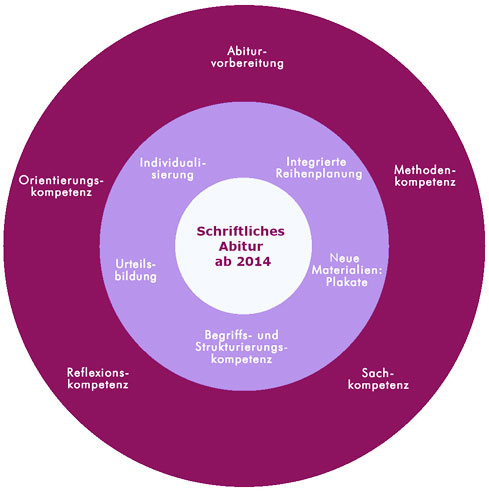 Abitur-
vorbereitung
Individuali-
sierung
Integrierte
Reihenplanung
Orientierungs-
kompetenz
Methoden-
kompetenz
Schriftliches
Abitur
ab 2014
Urteils-
bildung
Neue
Materialien:
Plakate
Begriffs- und
Strukturierungs-
kompetenz
Reflexions-
kompetenz
Sach-
kompetenz